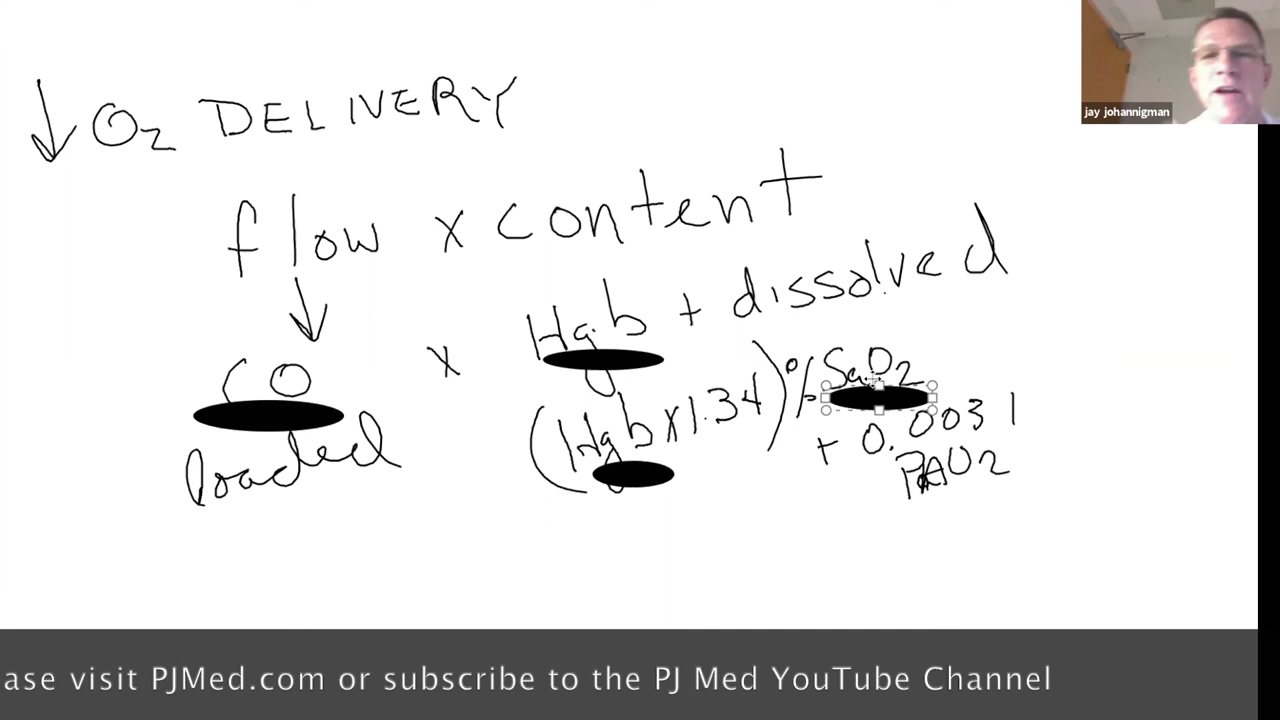 jay johannigman
↓ O2 DELIVERY
flow x content
↓
CO x Hgb + dissolved
loaded (Hgb x 1.34) % SaO2
+ 0.0031
PAO2
ase visit PJMed.com or subscribe to the PJ Med YouTube Channel